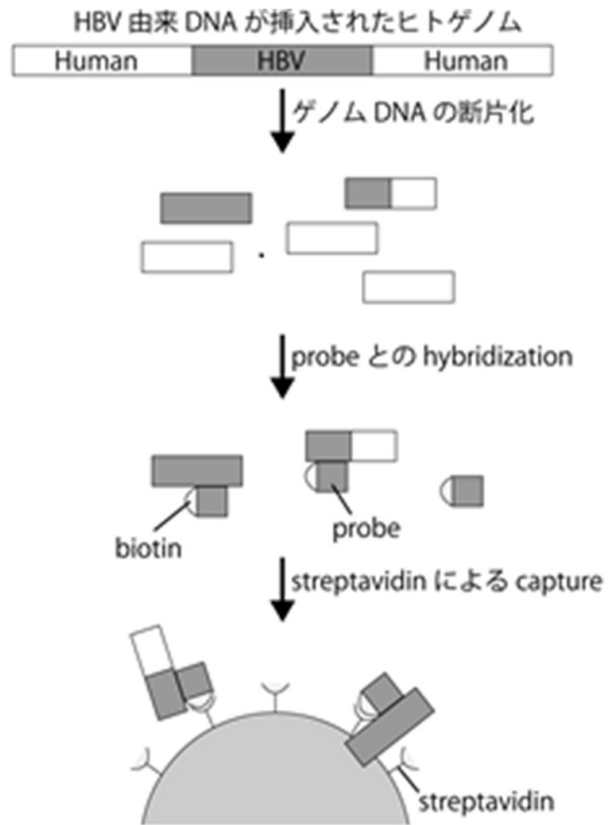 HBV 由来 DNA が挿入されたヒトゲノム
Human HBV Human
ゲノム DNA の断片化
probe との hybridization
probe
biotin
streptavidin による capture
streptavidin